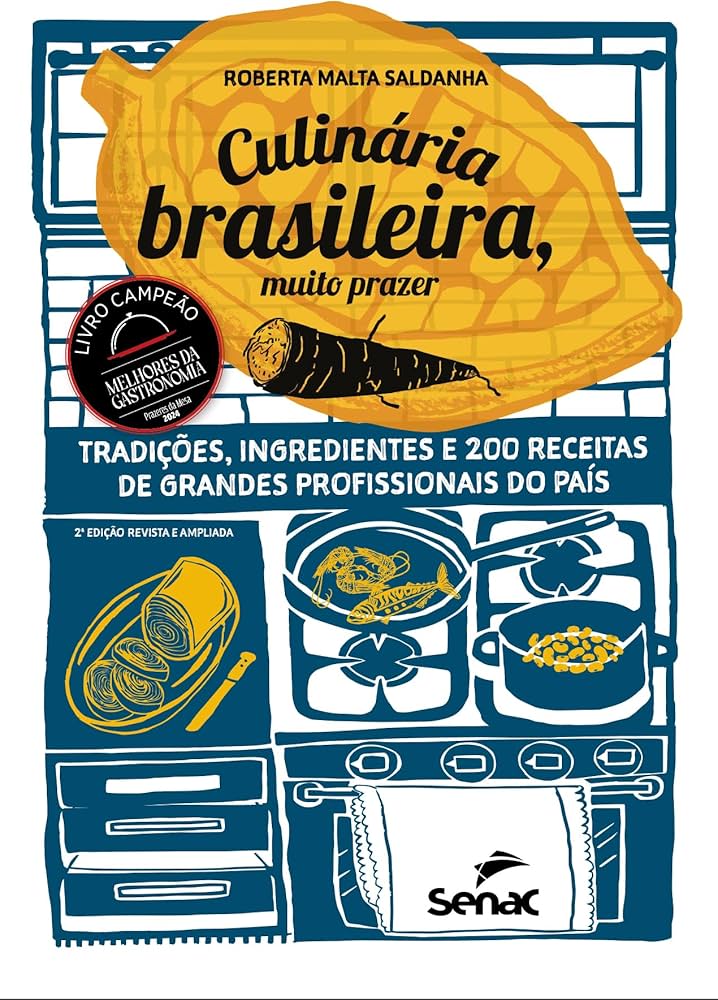 ROBERTA MALTA SALDANHA
Culinária
brasileira,
muito prazer
LIVRO CAMPEÃO
MELHORES DA
GASTRONOMIA
Prazeres da Mesa
2024
TRADIÇÕES, INGREDIENTES E 200 RECEITAS
DE GRANDES PROFISSIONAIS DO PAÍS
2ª EDIÇÃO REVISTA E AMPLIADA
Senac